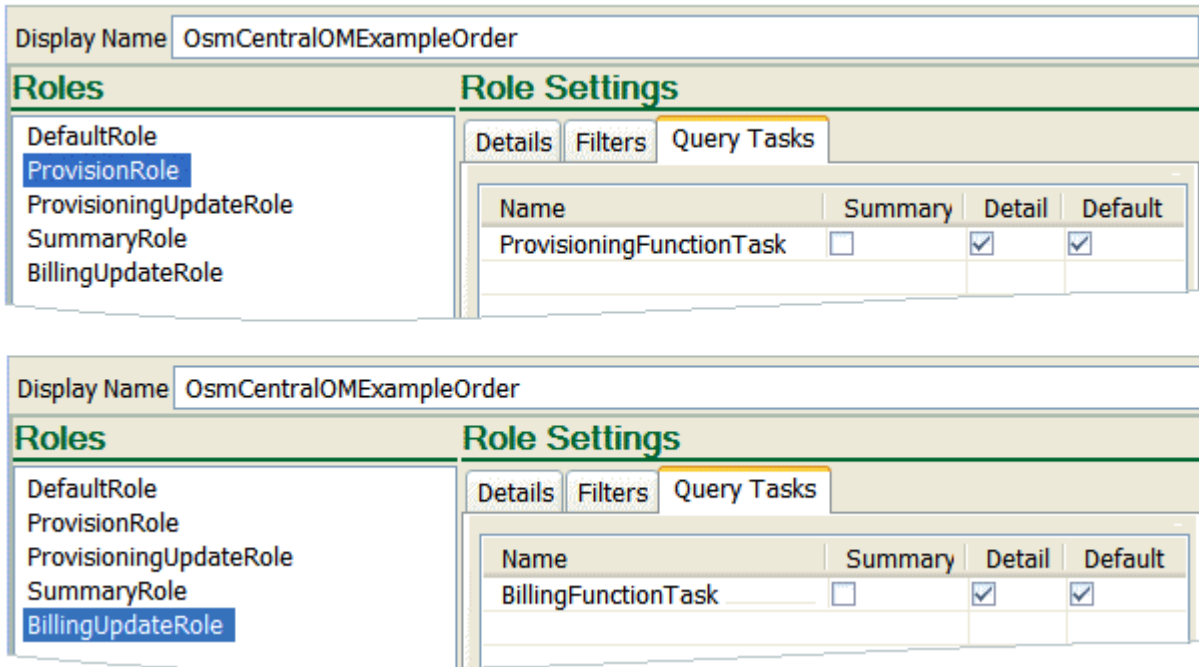 Display Name OsmCentralOMExampleOrder
Roles
Role Settings
DefaultRole
ProvisionRole
ProvisioningUpdateRole
SummaryRole
BillingUpdateRole
Details Filters Query Tasks
Name Summary Detail Default
ProvisioningFunctionTask
Display Name OsmCentralOMExampleOrder
Roles
Role Settings
DefaultRole
ProvisionRole
ProvisioningUpdateRole
SummaryRole
BillingUpdateRole
Details Filters Query Tasks
Name Summary Detail Default
BillingFunctionTask